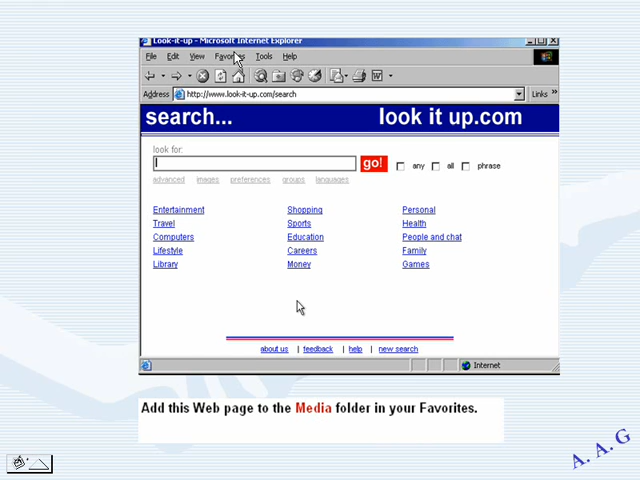 Look-it-up - Microsoft Internet Explorer
File Edit View Favorites Tools Help
Address http://www.look-it-up.com/search Links »
search... look it up.com
look for:
go! any all phrase
advanced images preferences groups languages
Entertainment Shopping Personal
Travel Sports Health
Computers Education People and chat
Lifestyle Careers Family
Library Money Games
about us | feedback | help | new search
Internet
Add this Web page to the Media folder in your Favorites.
A. A. G